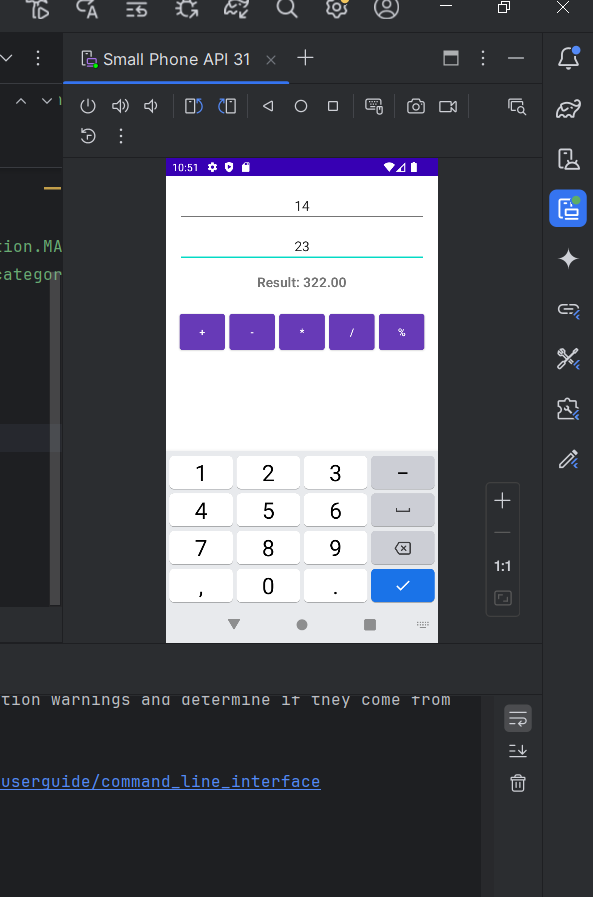 Small Phone API 31
10:51
14
tion.MA
23
categor
Result: 322.00
+ - * / %
1 2 3 –
4 5 6
7 8 9
, 0 .
1:1
tion warnings and determine if they come from
userguide/command_line_interface